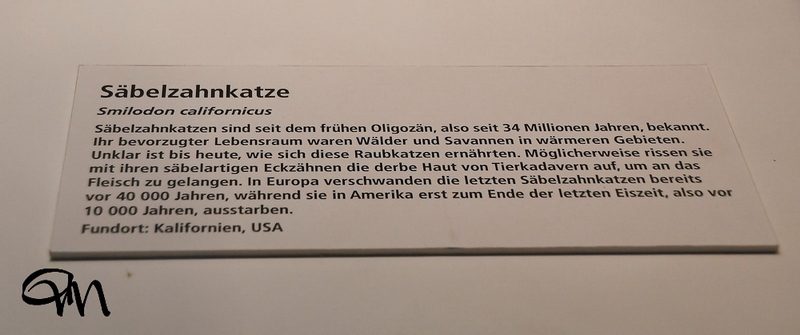 Säbelzahnkatze
Smilodon californicus
Säbelzahnkatzen sind seit dem frühen Oligozän, also seit 34 Millionen Jahren, bekannt.
Ihr bevorzugter Lebensraum waren Wälder und Savannen in wärmeren Gebieten.
Unklar ist bis heute, wie sich diese Raubkatzen ernährten. Möglicherweise rissen sie
mit ihren säbelartigen Eckzähnen die derbe Haut von Tierkadavern auf, um an das
Fleisch zu gelangen. In Europa verschwanden die letzten Säbelzahnkatzen bereits
vor 40 000 Jahren, während sie in Amerika erst zum Ende der letzten Eiszeit, also vor
10 000 Jahren, ausstarben.
Fundort: Kalifornien, USA